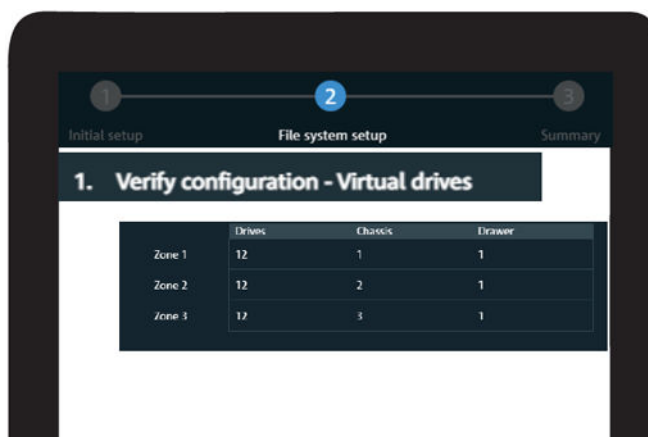 1 2 3
Initial setup File system setup Summary
1. Verify configuration - Virtual drives
Drives Chassis Drawer
Zone 1 12 1 1
Zone 2 12 2 1
Zone 3 12 3 1